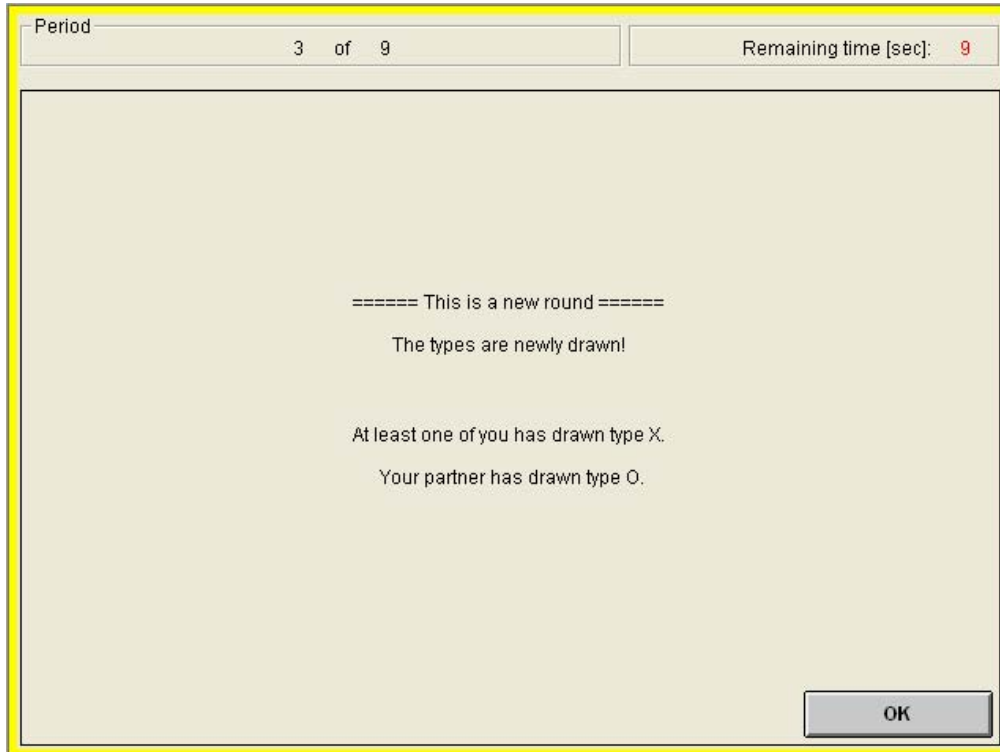 Period
3 of 9
Remaining time [sec]: 9
====== This is a new round ======
The types are newly drawn!
At least one of you has drawn type X.
Your partner has drawn type O.
OK